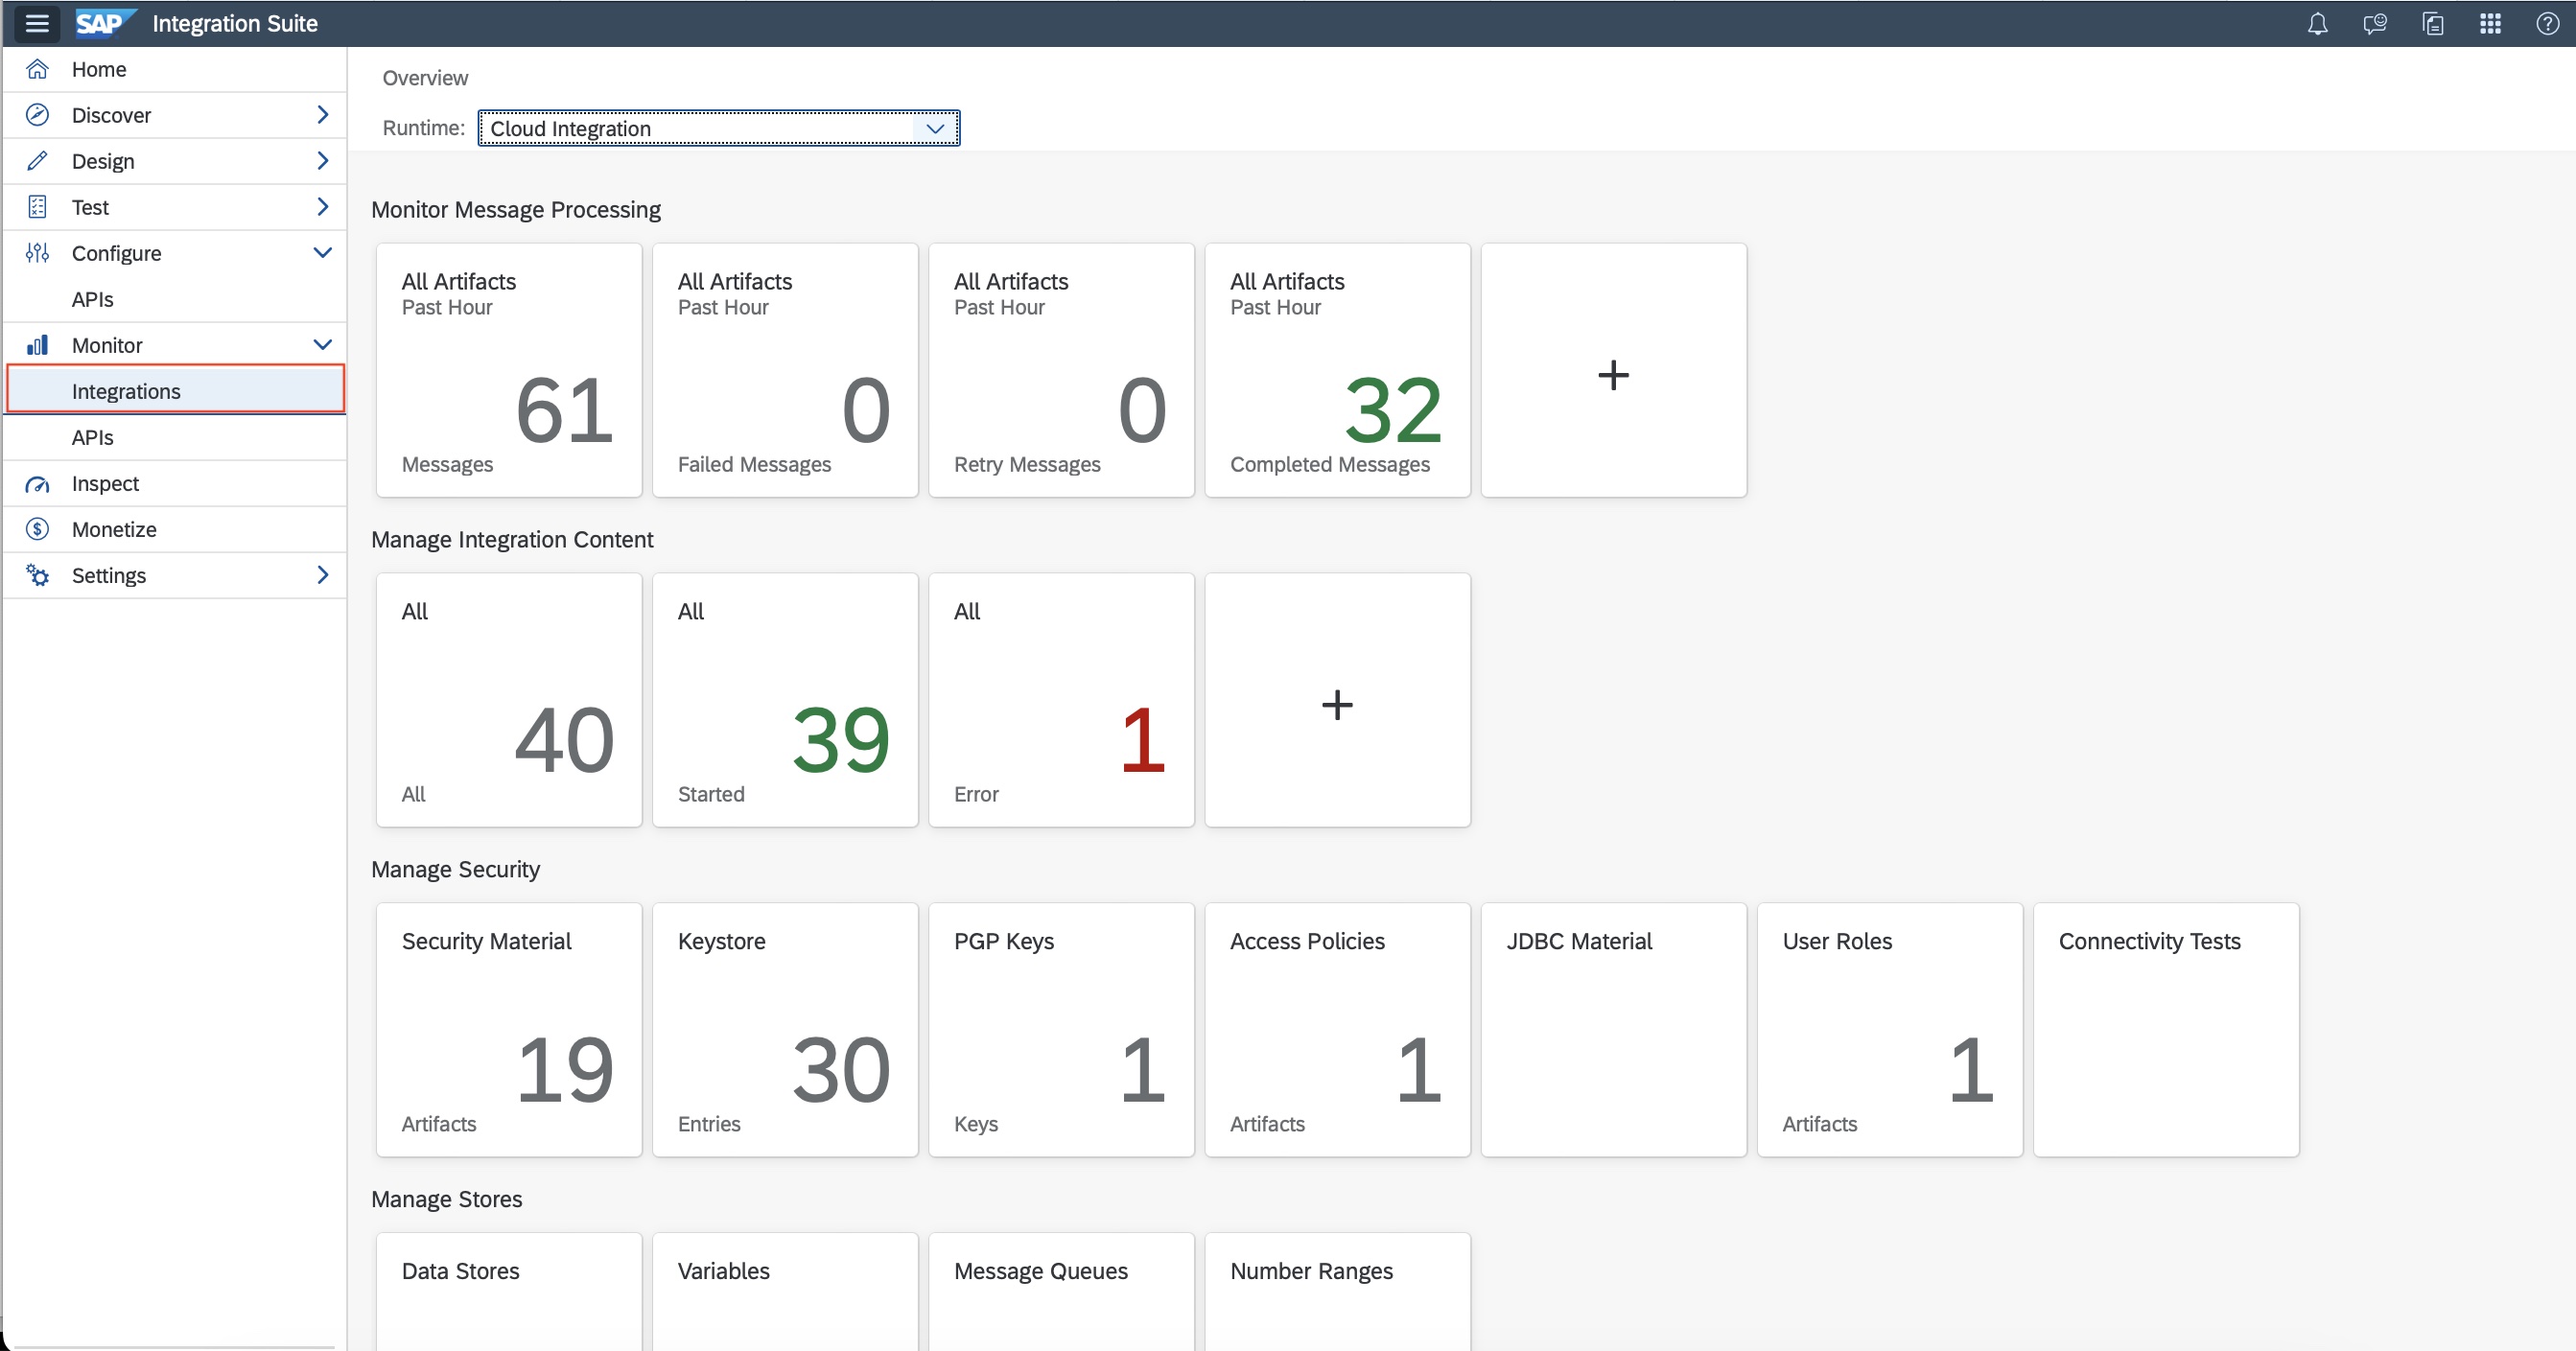 SAP Integration Suite
Home
Discover
Design
Test
Configure
APIs
Monitor
Integrations
APIs
Inspect
Monetize
Settings
Overview
Runtime: Cloud Integration
Monitor Message Processing
All Artifacts
Past Hour
61
Messages
All Artifacts
Past Hour
0
Failed Messages
All Artifacts
Past Hour
0
Retry Messages
All Artifacts
Past Hour
32
Completed Messages
+
Manage Integration Content
All
40
All
All
39
Started
All
1
Error
+
Manage Security
Security Material
19
Artifacts
Keystore
30
Entries
PGP Keys
1
Keys
Access Policies
1
Artifacts
JDBC Material
User Roles
1
Artifacts
Connectivity Tests
Manage Stores
Data Stores
Variables
Message Queues
Number Ranges